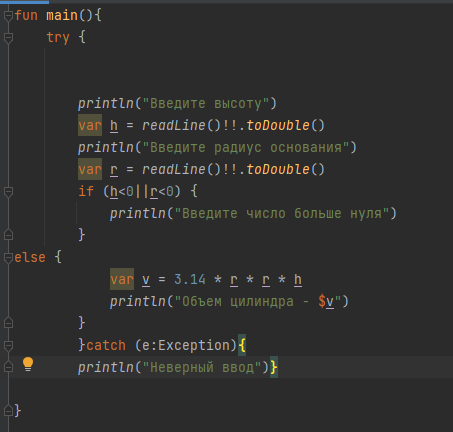 fun main(){
try {
println("Введите высоту")
var h = readLine()!!.toDouble()
println("Введите радиус основания")
var r = readLine()!!.toDouble()
if (h<0||r<0) {
println("Введите число больше нуля")
}
else {
var v = 3.14 * r * r * h
println("Объем цилиндра - $v")
}
}catch (e:Exception){
println("Неверный ввод")}
}